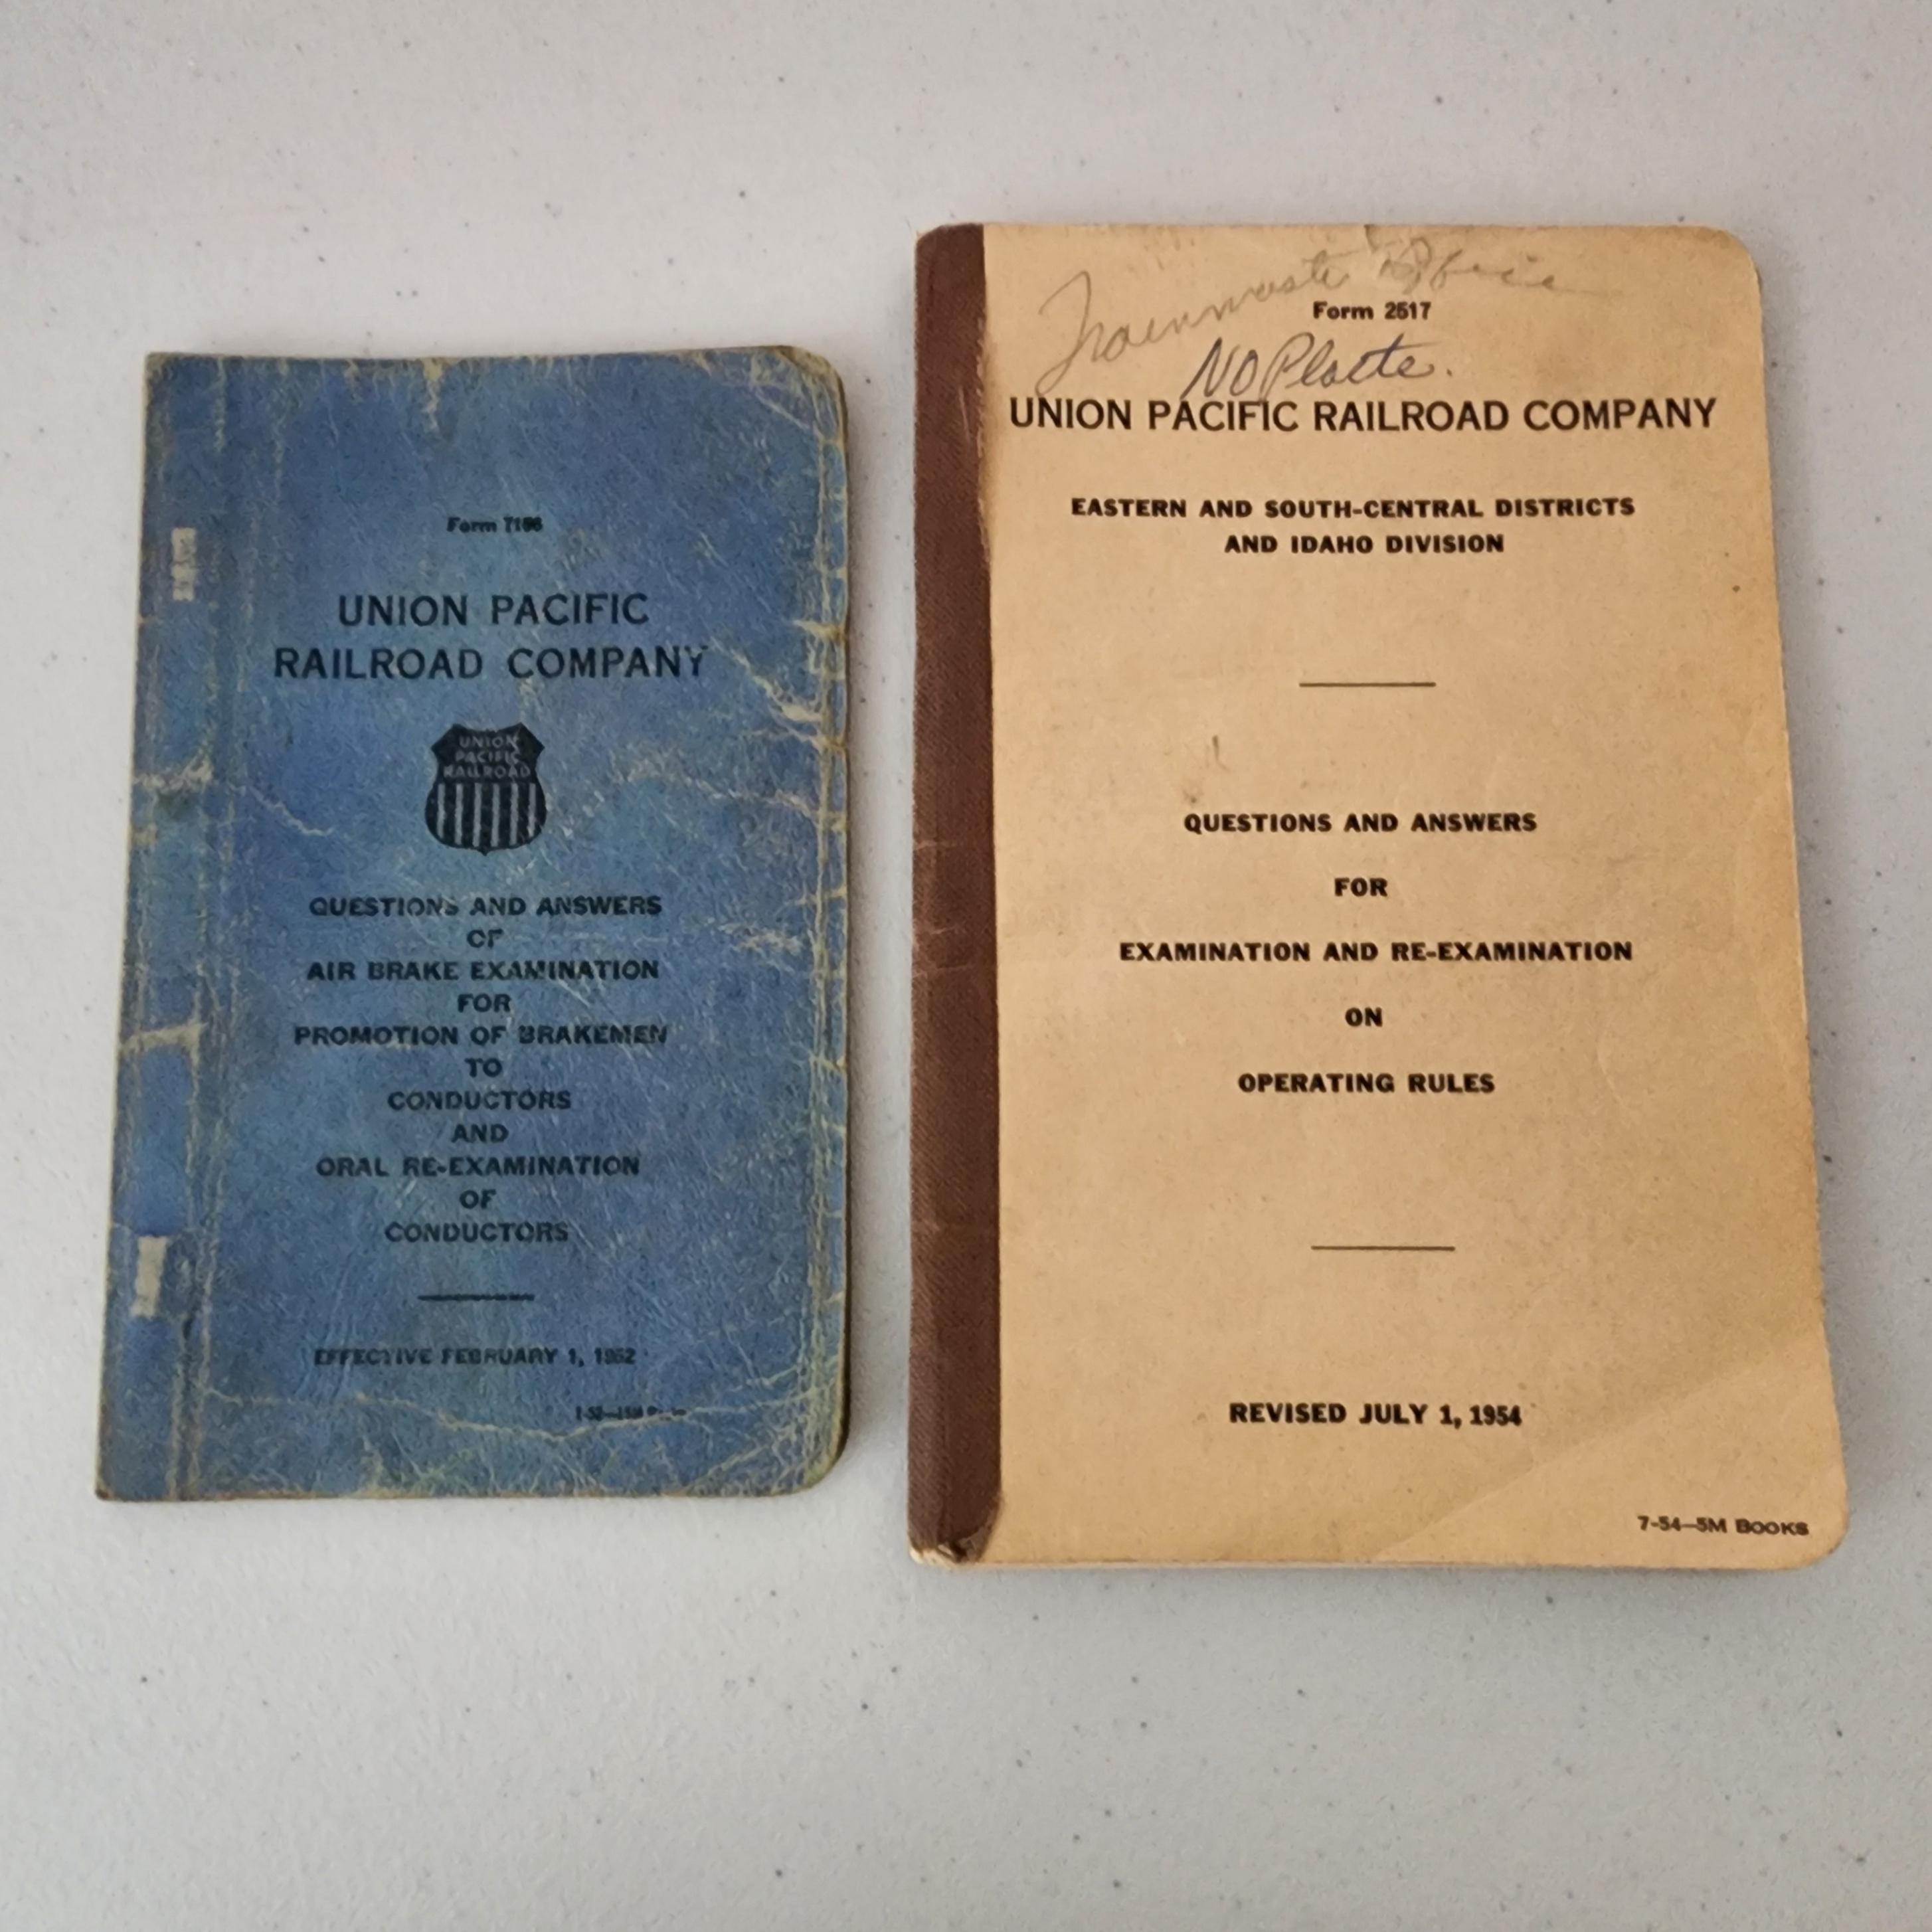 Form 7196
UNION PACIFIC
RAILROAD COMPANY
UNION
PACIFIC
RAILROAD
QUESTIONS AND ANSWERS
OF
AIR BRAKE EXAMINATION
FOR
PROMOTION OF BRAKEMEN
TO
CONDUCTORS
AND
ORAL RE-EXAMINATION
OF
CONDUCTORS
EFFECTIVE FEBRUARY 1, 1952
Office
Form 2517
NO Platte.
UNION PACIFIC RAILROAD COMPANY
EASTERN AND SOUTH-CENTRAL DISTRICTS
AND IDAHO DIVISION
QUESTIONS AND ANSWERS
FOR
EXAMINATION AND RE-EXAMINATION
ON
OPERATING RULES
REVISED JULY 1, 1954
7-54—5M BOOKS